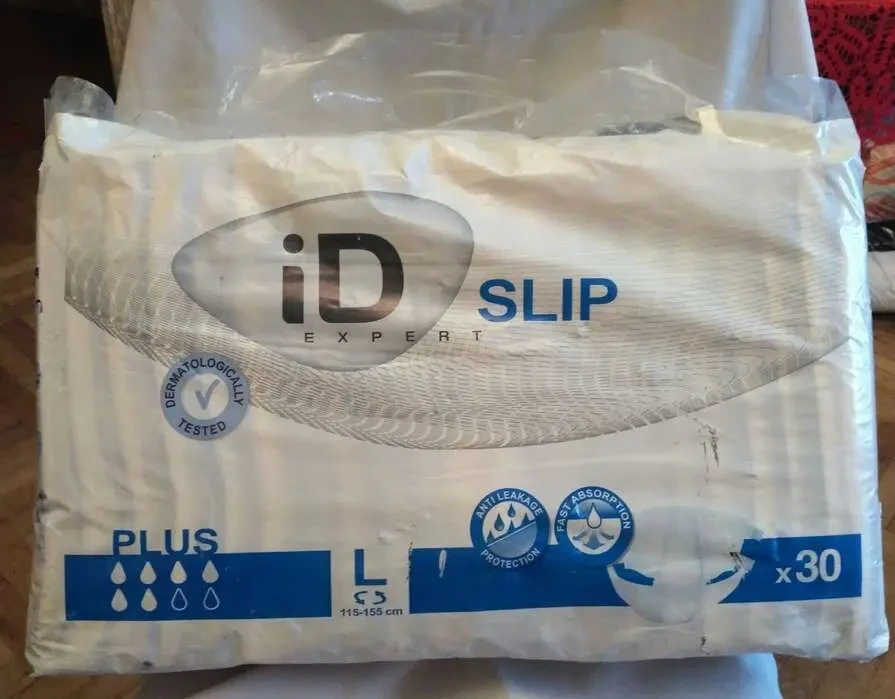 iD
EXPERT
SLIP
DERMATOLOGICALLY
TESTED
ANTI LEAKAGE
PROTECTION
FAST ABSORPTION
PLUS
L
115-155 cm
x30